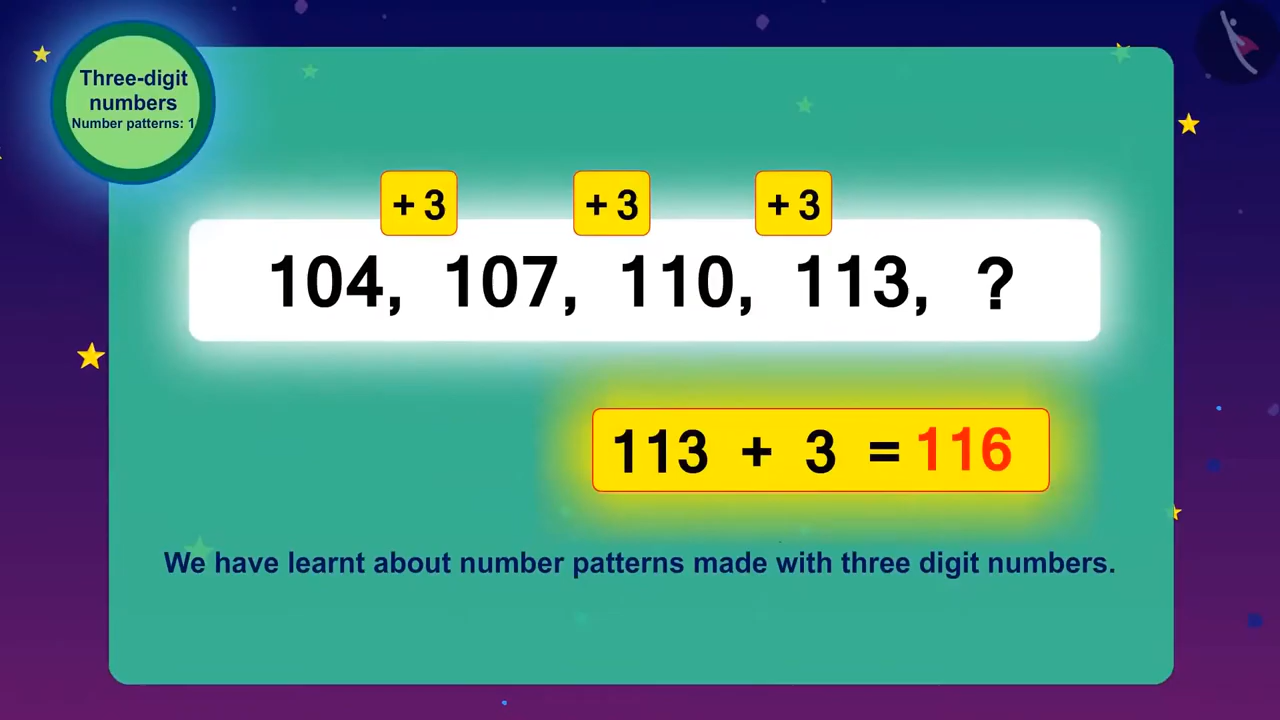 Three-digit
numbers
Number patterns: 1
+ 3 + 3 + 3
104, 107, 110, 113, ?
113 + 3 = 116
We have learnt about number patterns made with three digit numbers.